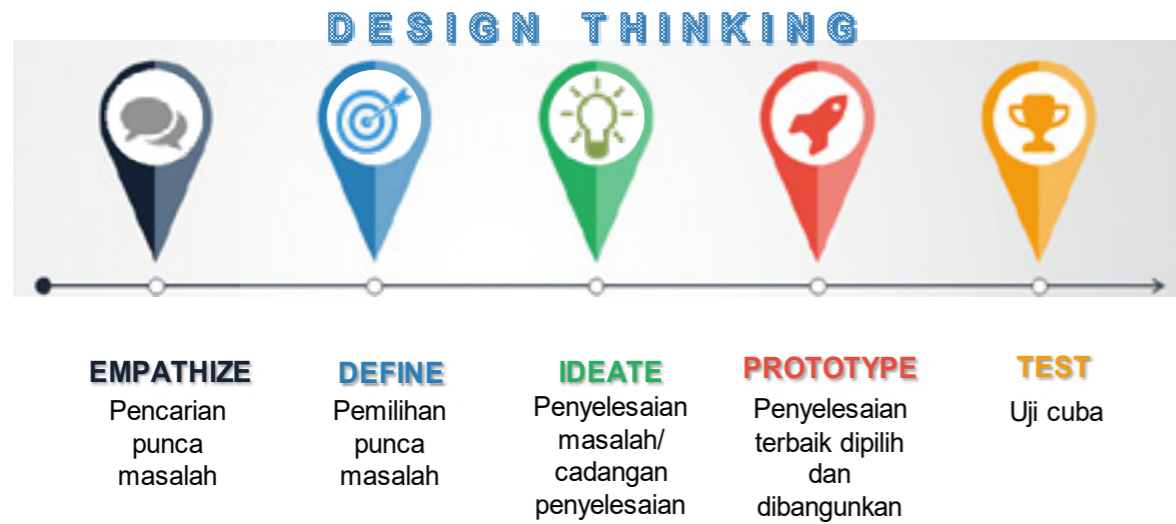 DESIGN THINKING
EMPATHIZE
Pencarian
punca
masalah
DEFINE
Pemilihan
punca
masalah
IDEATE
Penyelesaian
masalah/
cadangan
penyelesaian
PROTOTYPE
Penyelesaian
terbaik dipilih
dan
dibangunkan
TEST
Uji cuba